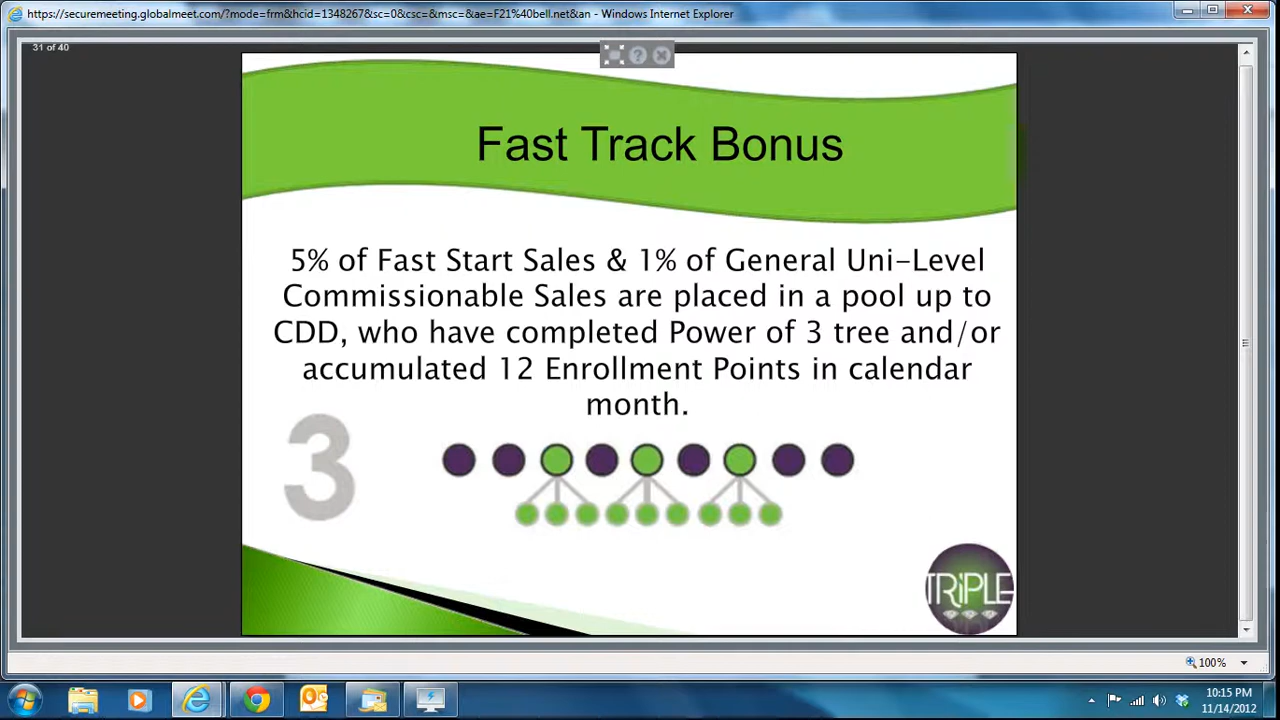 https://securemeeting.globalmeet.com/?mode=frm&hcid=1348267&sc=0&csc=&msc=&ae=F21%40bell.net&an - Windows Internet Explorer
31 of 40
Fast Track Bonus
5% of Fast Start Sales & 1% of General Uni-Level
Commissionable Sales are placed in a pool up to
CDD, who have completed Power of 3 tree and/or
accumulated 12 Enrollment Points in calendar
month.
3
TRiPLE
100%
10:15 PM
11/14/2012